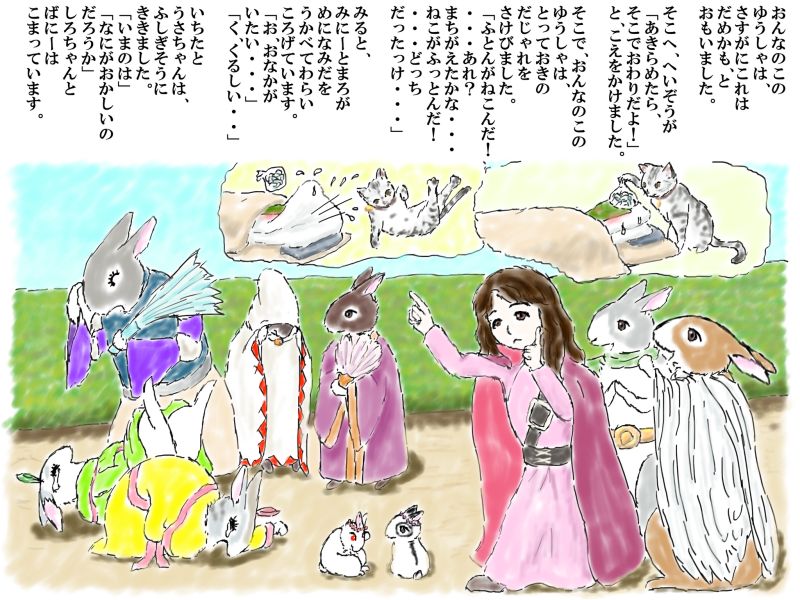 おんなのこの
ゆうしゃは、
さすがにこれは
だめかも、と
おもいました。
そこへ、へいぞうが
「あきらめたら、
そこでおわりだよ！」
と、こえをかけました。
そこで、おんなのこの
ゆうしゃは、
とっておきの
だじゃれを
さけびました。
「ふとんがねこんだ！
・・・あれ？
まちがえたかな・・・
ねこがふっとんだ！
・・・どっち
だったっけ・・・」
みると、
みにーとまろが
めになみだを
うかべてわらい
ころげています。
「お、おなかが
いたい・・・」
「く、くるしい・・」
いちたと
うさちゃんは、
ふしぎそうに
ききました。
「いまのは
なにがおかしいの
だろうか」
しろちゃんと
ばにーは
こまっています。